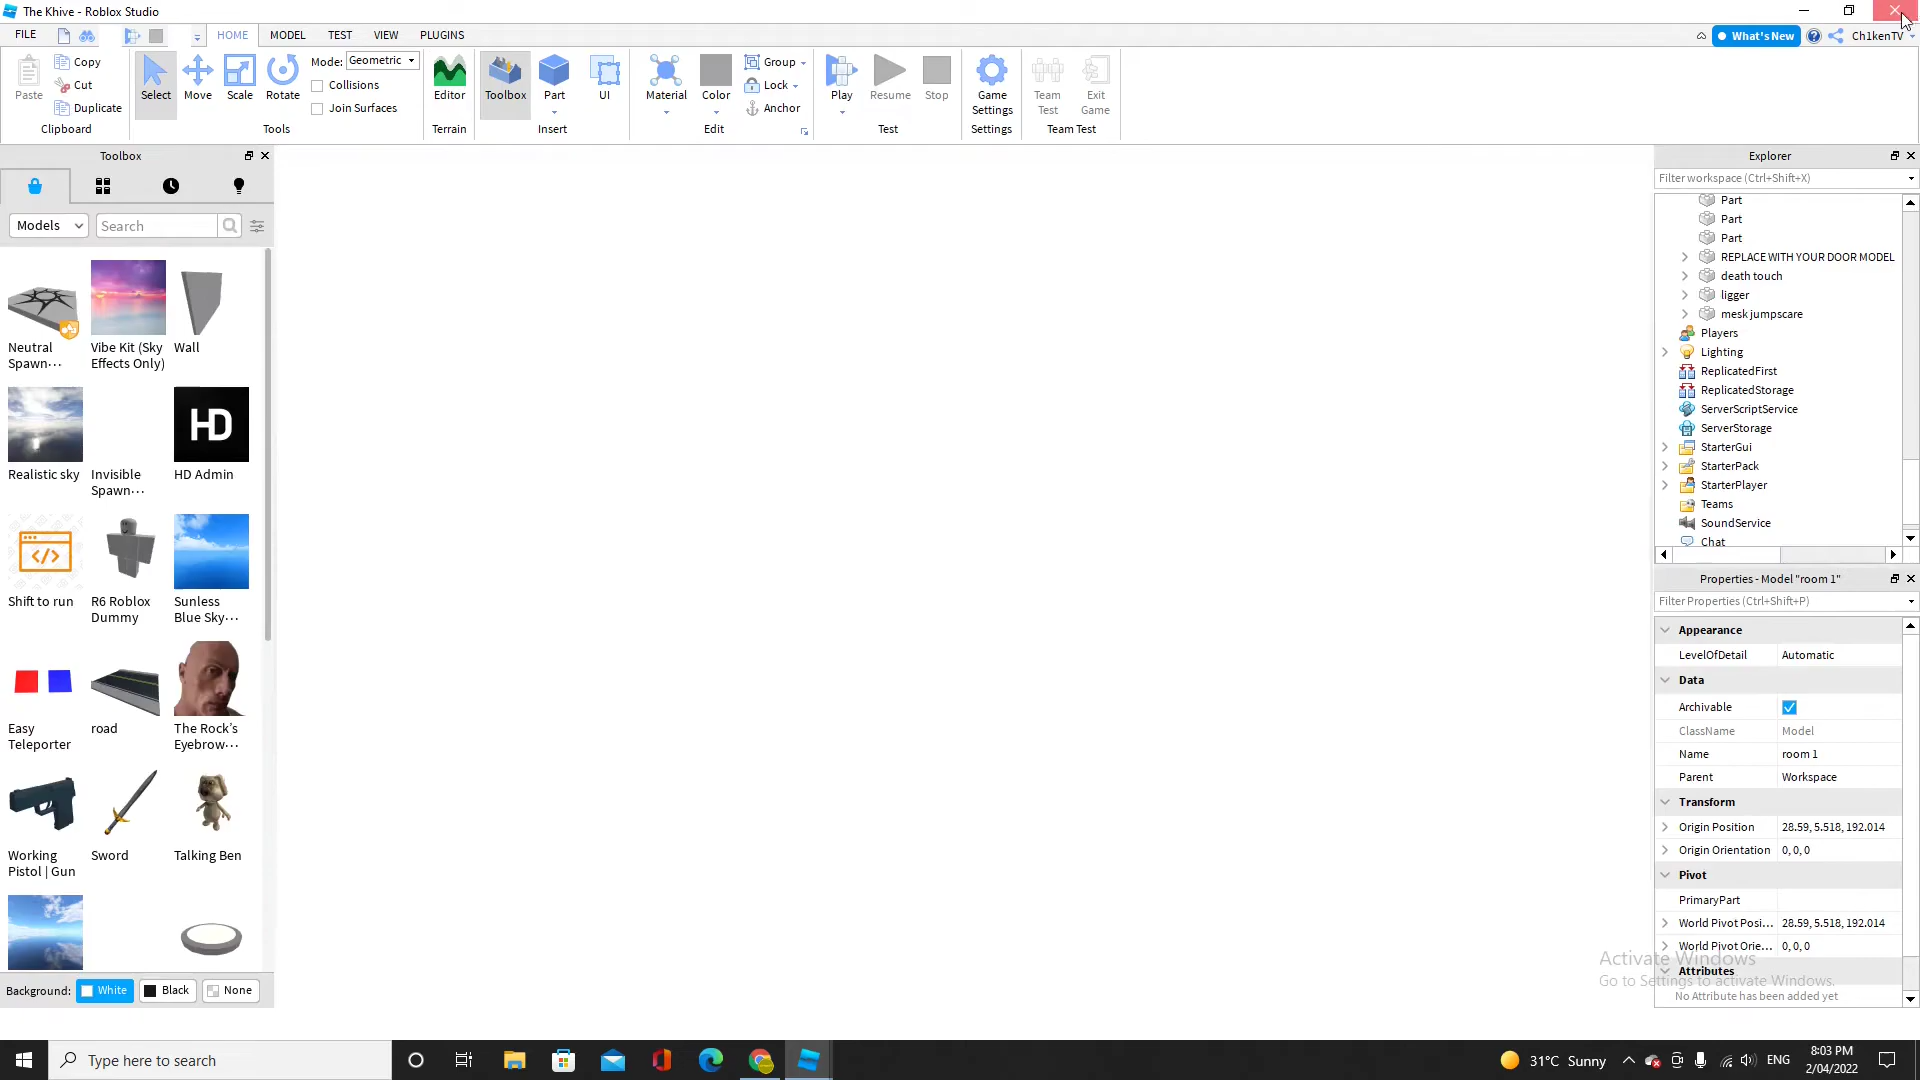 The Khive - Roblox Studio
FILE
HOME
MODEL
TEST
VIEW
PLUGINS
What's New
Ch1kenTV
Paste
Copy
Cut
Duplicate
Clipboard
Select
Move
Scale
Rotate
Mode: Geometric
Collisions
Join Surfaces
Tools
Editor
Terrain
Toolbox
Part
UI
Insert
Material
Color
Group
Lock
Anchor
Edit
Play
Resume
Stop
Test
Game
Settings
Settings
Team
Test
Exit
Game
Team Test
Toolbox
Models
Search
Neutral
Spawn...
Vibe Kit (Sky
Effects Only)
Wall
Realistic sky
Invisible
Spawn...
HD
HD Admin
Shift to run
R6 Roblox
Dummy
Sunless
Blue Sky...
Easy
Teleporter
road
The Rock's
Eyebrow...
Working
Pistol | Gun
Sword
Talking Ben
Background: White Black None
Explorer
Filter workspace (Ctrl+Shift+X)
Part
Part
Part
REPLACE WITH YOUR DOOR MODEL
death touch
ligger
mesk jumpscare
Players
Lighting
ReplicatedFirst
ReplicatedStorage
ServerScriptService
ServerStorage
StarterGui
StarterPack
StarterPlayer
Teams
SoundService
Chat
Properties - Model "room 1"
Filter Properties (Ctrl+Shift+P)
Appearance
LevelOfDetail Automatic
Data
Archivable
ClassName Model
Name room 1
Parent Workspace
Transform
Origin Position 28.59, 5.518, 192.014
Origin Orientation 0, 0, 0
Pivot
PrimaryPart
World Pivot Posi... 28.59, 5.518, 192.014
World Pivot Orie... 0, 0, 0
Attributes
No Attribute has been added yet
Activate Windows
Go to Settings to activate Windows.
Type here to search
31°C Sunny
ENG
8:03 PM
2/04/2022